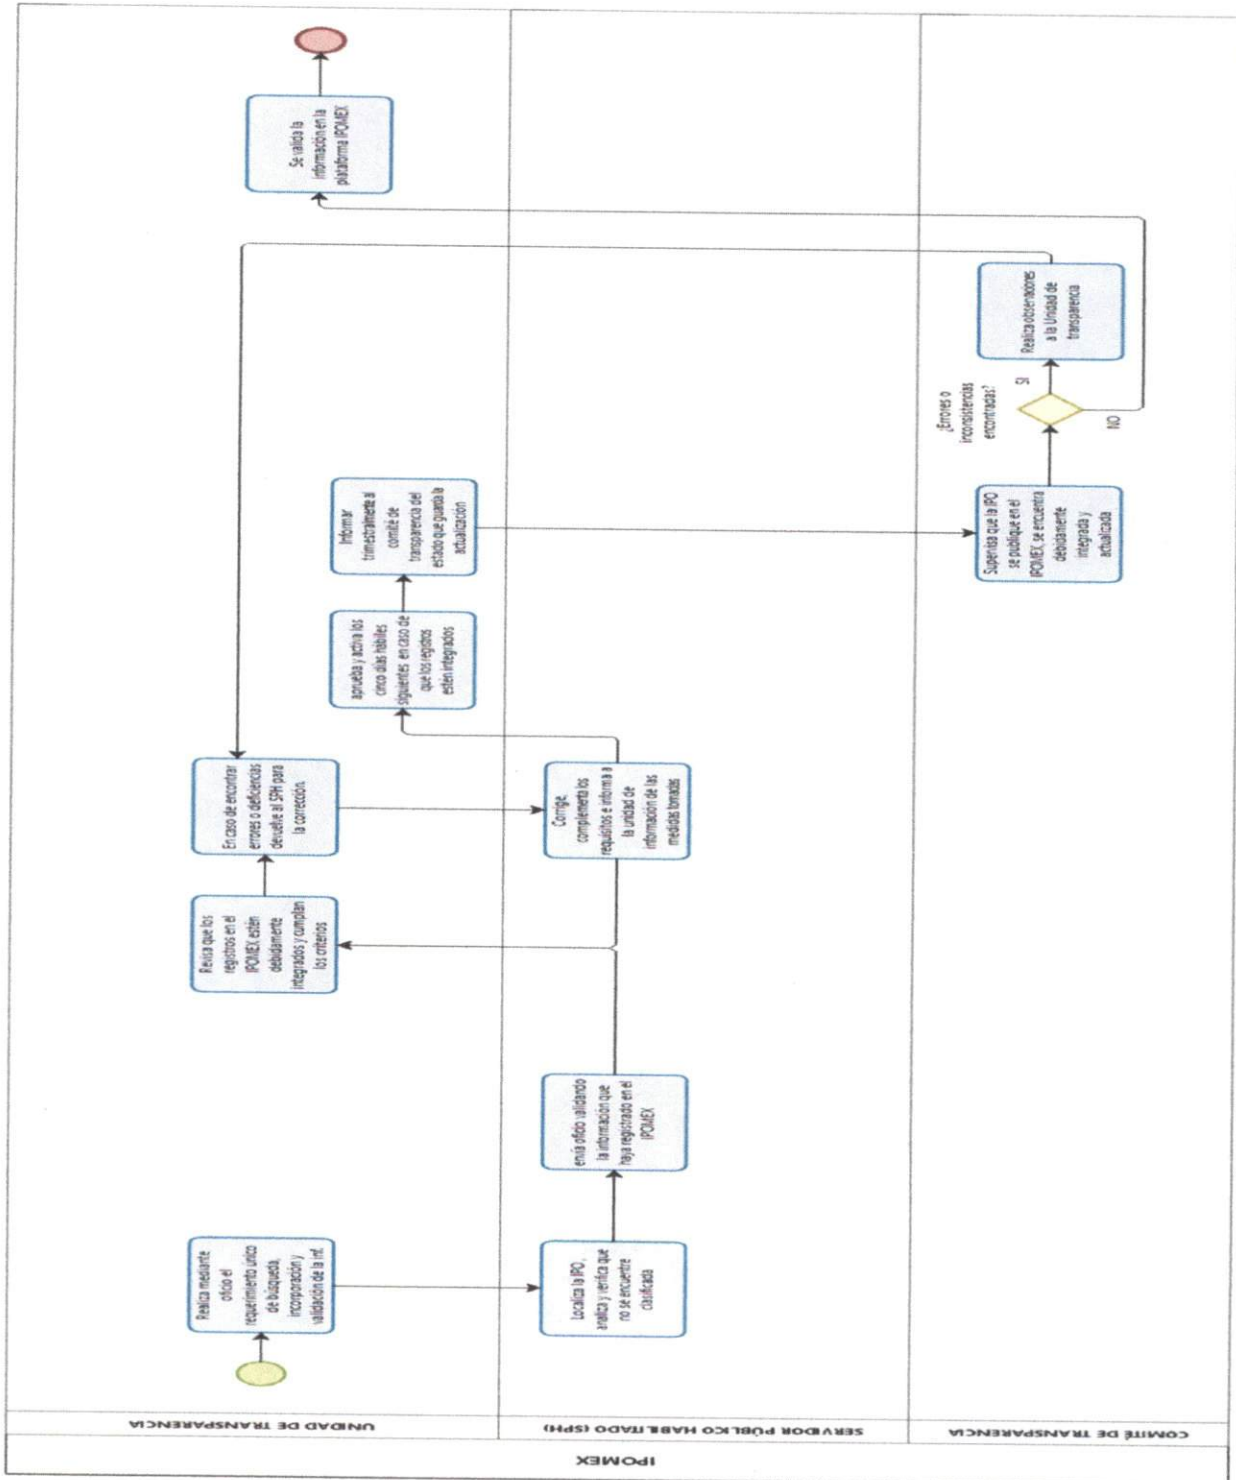 IPOMEX
UNIDAD DE TRANSPARENCIA
SERVIDOR PÚBLICO HABILITADO (SPH)
COMITÉ DE TRANSPARENCIA
Realiza mediante
oficio el
requerimiento único
de búsqueda,
incorporación y
validación de la inf.
Localiza la IPO,
analiza y verifica que
no se encuentre
clasificada
envía oficio validando
la información que
haya registrado en el
IPOMEX
Revisa que los
registros en el
IPOMEX estén
debidamente
integrados y cumplan
los criterios
En caso de encontrar
errores o deficiencias
devuelve al SPH para
la corrección.
Corrige,
complementa los
requisitos e informa a
la unidad de
información de las
medidas tomadas
aprueba y activa los
cinco días hábiles
siguientes en caso de
que los registros
estén integrados
Informar
trimestralmente al
comité de
transparencia del
estado que guarda la
actualización
Supervisa que la IPO
se publique en el
IPOMEX, se encuentra
debidamente
integrada y
actualizada
¿Errores o
inconsistencias
encontradas?
SI
NO
Realiza observaciones
a la Unidad de
transparencia
Se valida la
información en la
plataforma IPOMEX